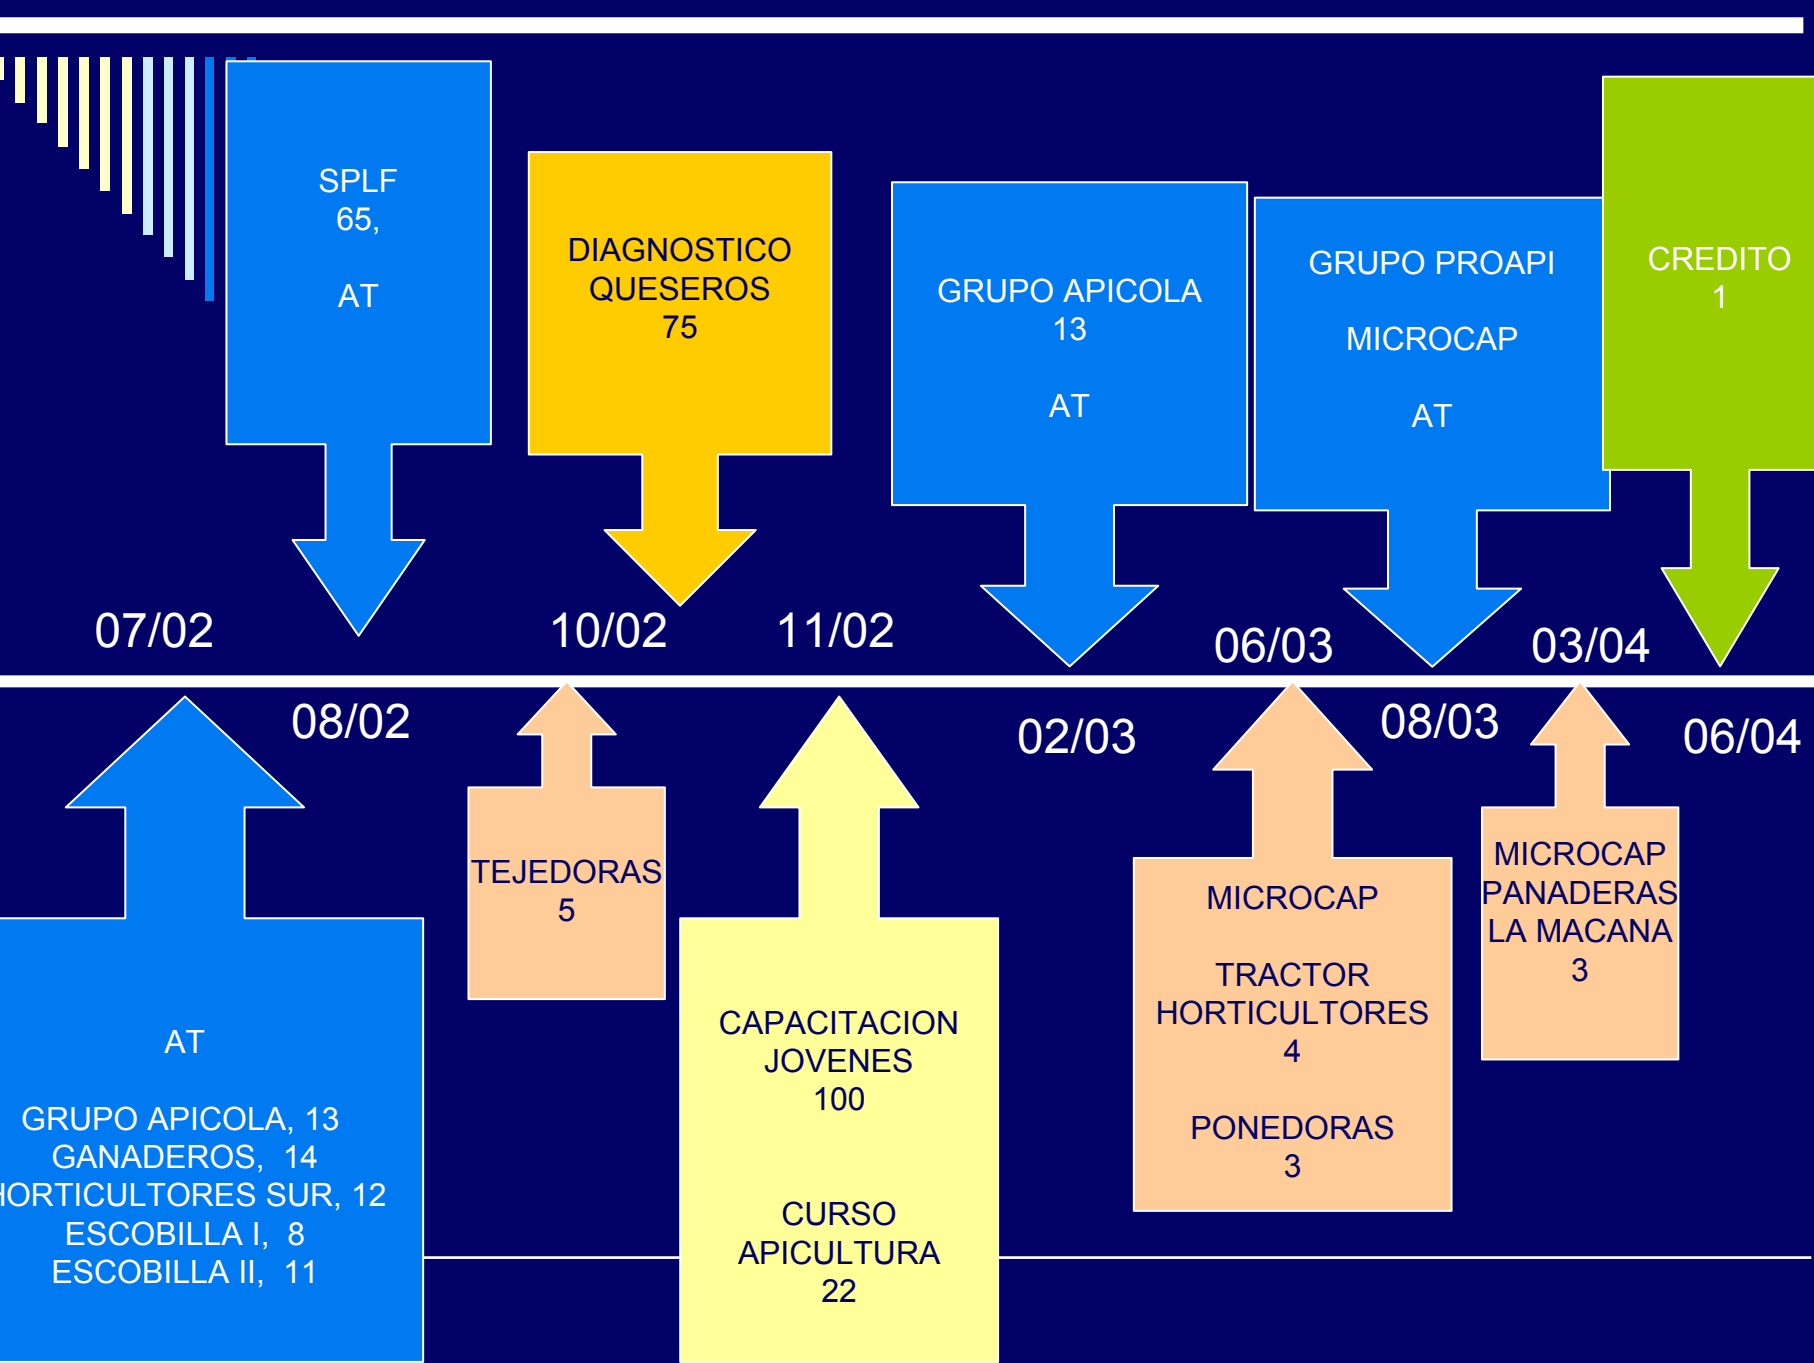 SPLF
65,
AT
DIAGNOSTICO
QUESEROS
75
GRUPO APICOLA
13
AT
GRUPO PROAPI
MICROCAP
AT
CREDITO
1
07/02
10/02
11/02
06/03
03/04
08/02
02/03
08/03
06/04
AT
GRUPO APICOLA, 13
GANADEROS, 14
HORTICULTORES SUR, 12
ESCOBILLA I, 8
ESCOBILLA II, 11
TEJEDORAS
5
CAPACITACION
JOVENES
100
CURSO
APICULTURA
22
MICROCAP
TRACTOR
HORTICULTORES
4
PONEDORAS
3
MICROCAP
PANADERAS
LA MACANA
3